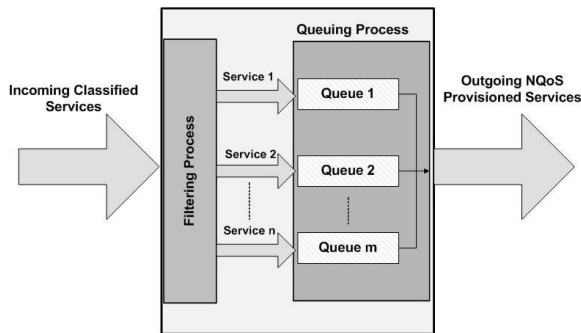 Queuing Process
Incoming Classified
Services
Filtering Process
Service 1
Queue 1
Service 2
Queue 2
Service n
Queue m
Outgoing NQoS
Provisioned Services